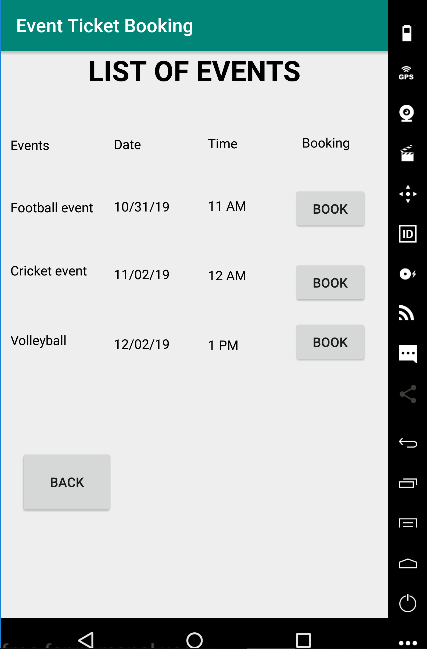 Event Ticket Booking
LIST OF EVENTS
Events Date Time Booking
Football event 10/31/19 11 AM BOOK
Cricket event 11/02/19 12 AM BOOK
Volleyball 12/02/19 1 PM BOOK
BACK
GPS
ID